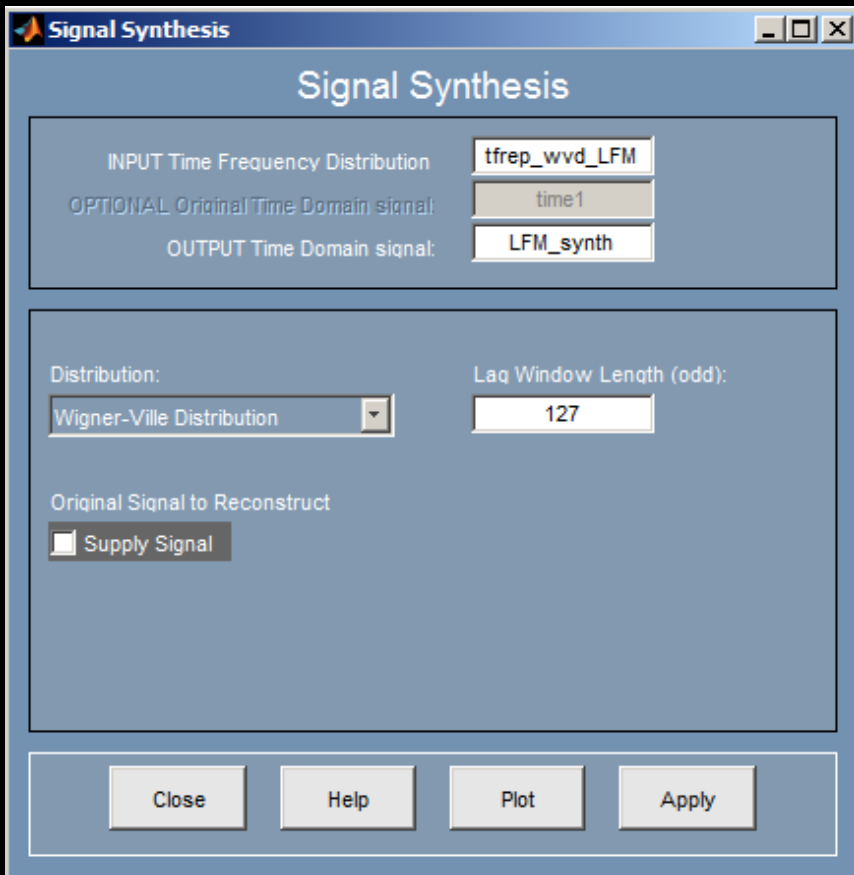 Signal Synthesis
Signal Synthesis
INPUT Time Frequency Distribution tfrep_wvd_LFM
OPTIONAL Original Time Domain signal: time1
OUTPUT Time Domain signal: LFM_synth
Distribution: Lag Window Length (odd):
Wigner-Ville Distribution 127
Original Signal to Reconstruct
Supply Signal
Close Help Plot Apply